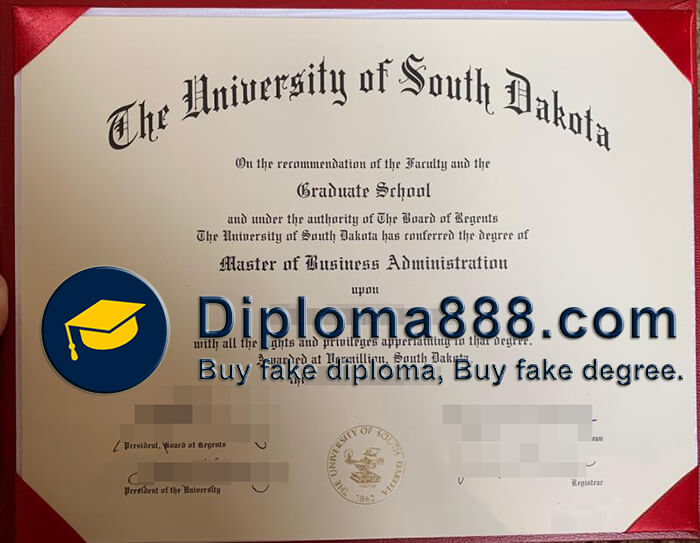 The University of South Dakota
On the recommendation of the Faculty and the
Graduate School
and under the authority of The Board of Regents
The University of South Dakota has conferred the degree of
Master of Business Administration
upon
Diploma888.com
with all the rights and privileges appertaining to that degree.
Awarded at Vermillion, South Dakota
Buy fake diploma, Buy fake degree.
President, Board of Regents
President of the University
Registrar
THE UNIVERSITY OF SOUTH DAKOTA
1862